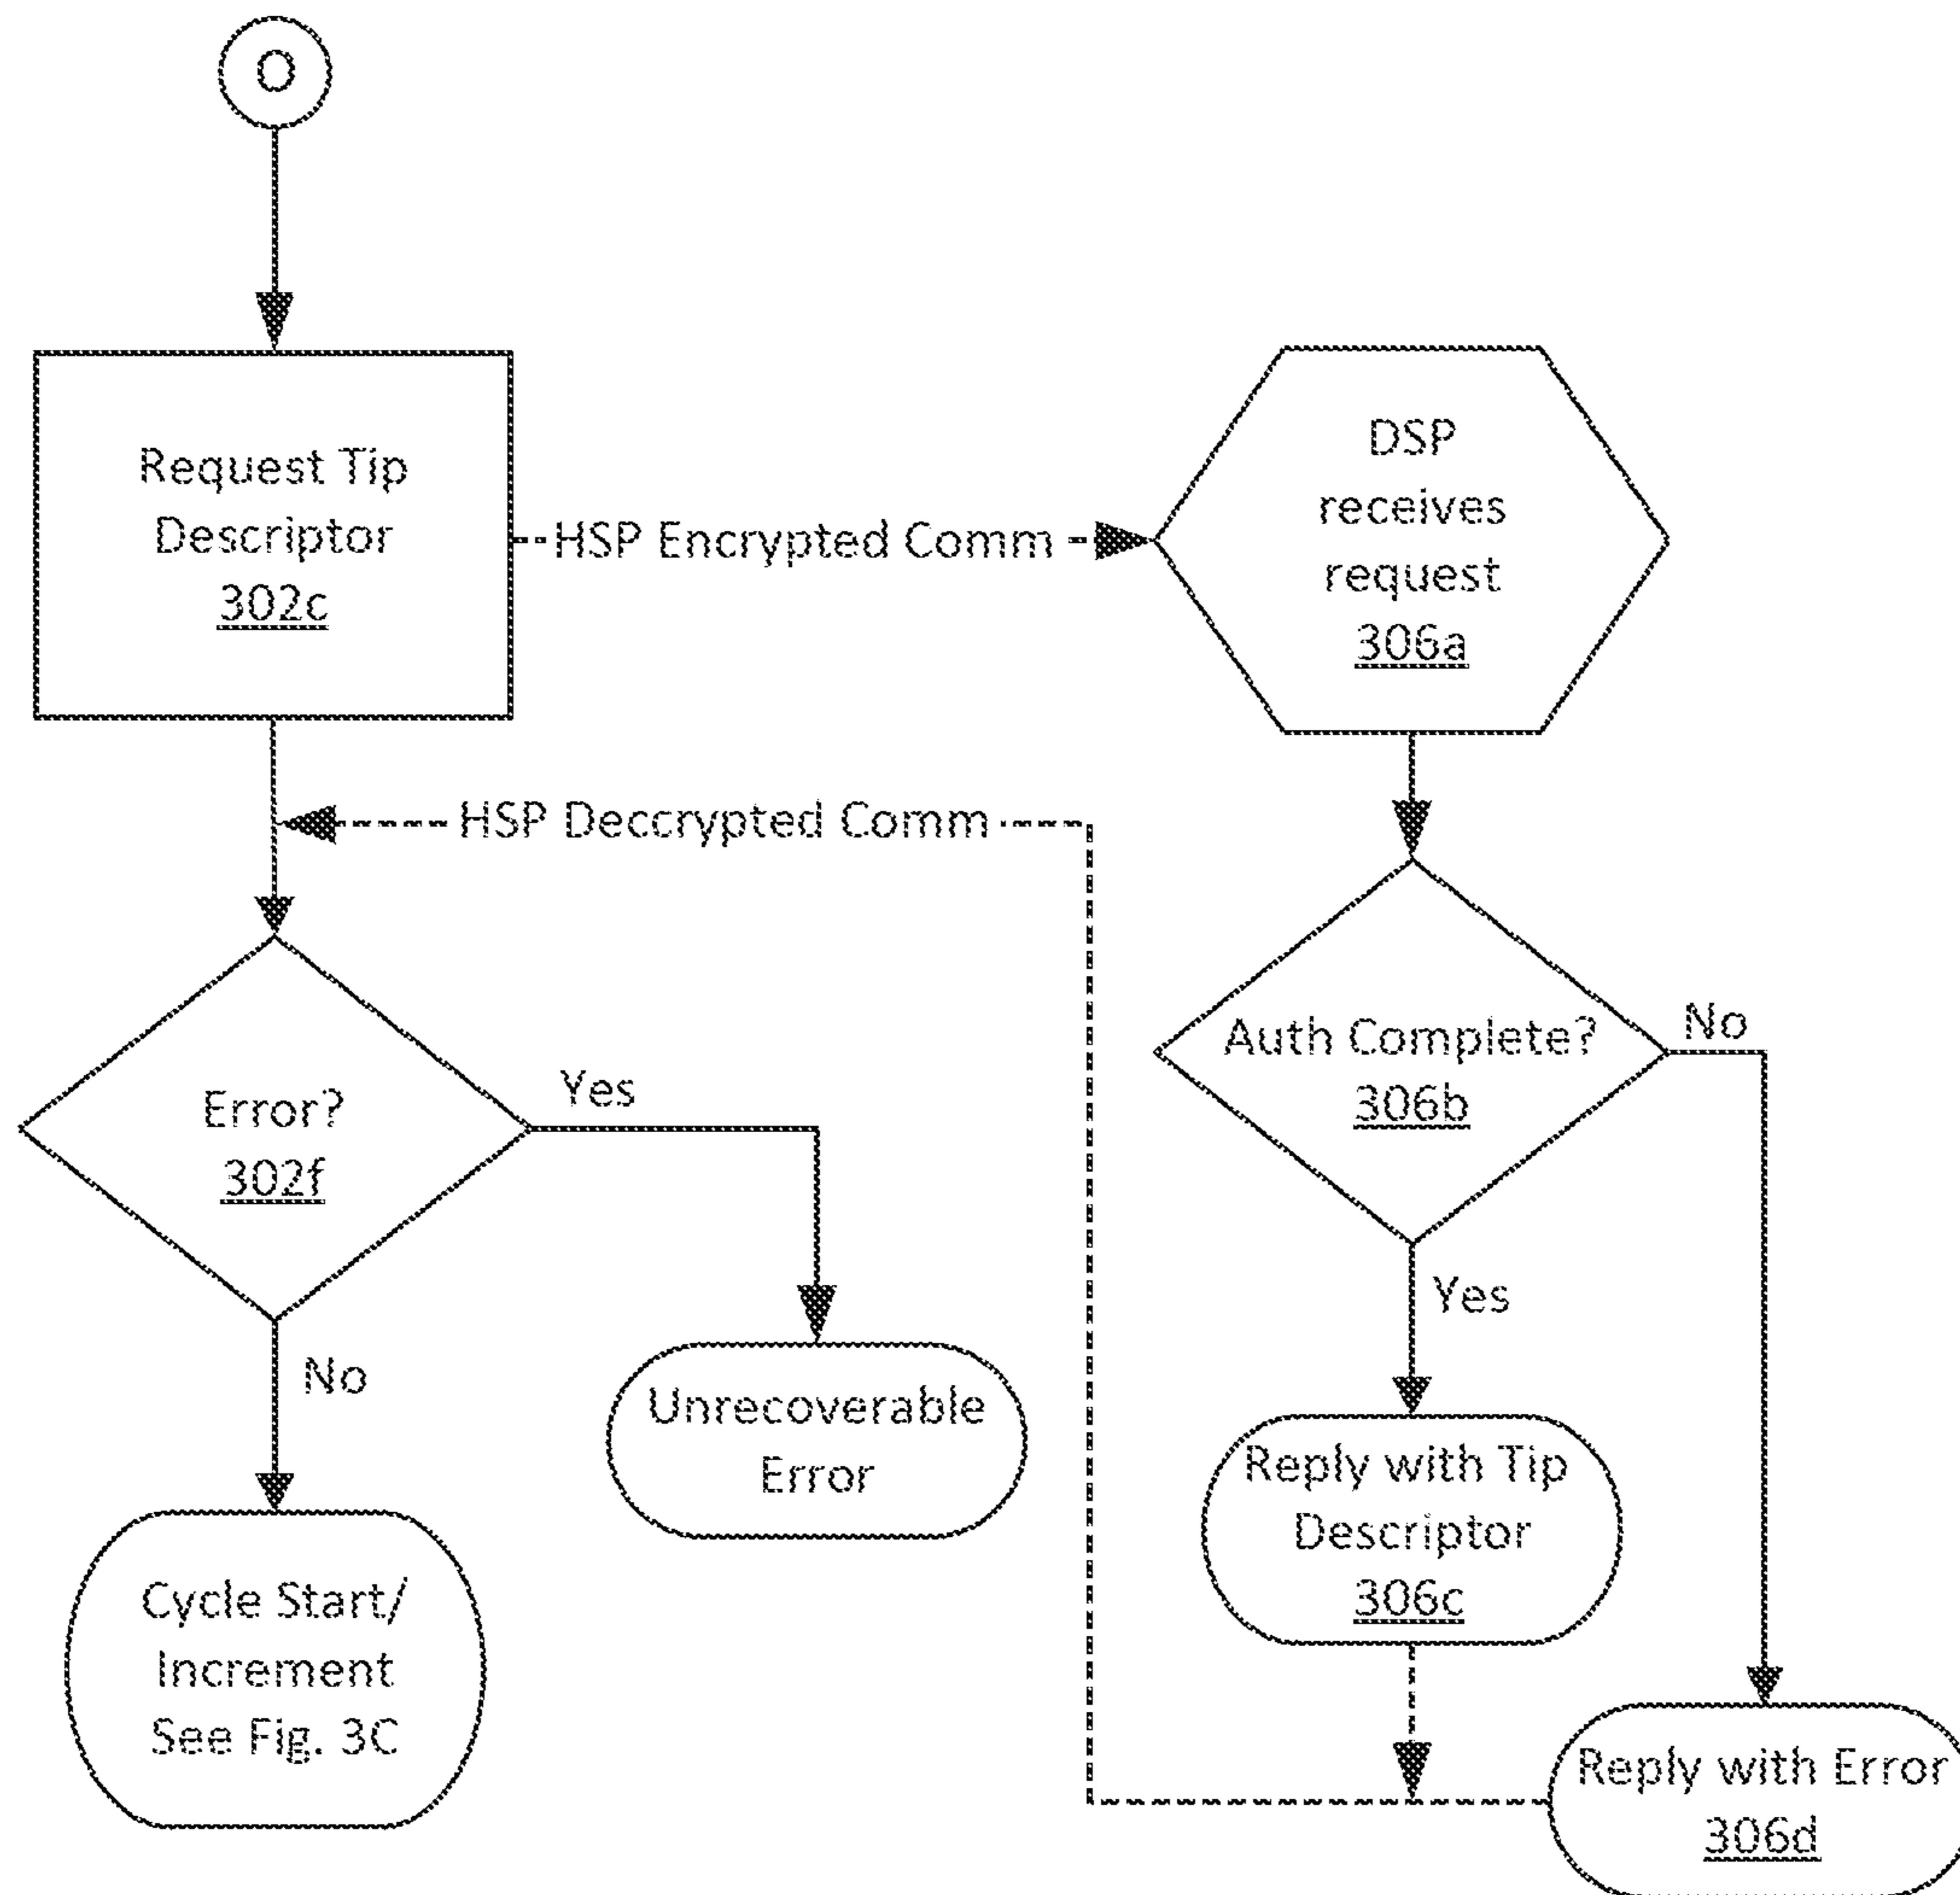 O
Request Tip
Descriptor
302c
HSP Encrypted Comm
DSP
receives
request
306a
HSP Deccrypted Comm
Error?
302f
Yes
No
Auth Complete?
306b
No
Yes
Unrecoverable
Error
Cycle Start/
Increment
See Fig. 3C
Reply with Tip
Descriptor
306c
Reply with Error
306d